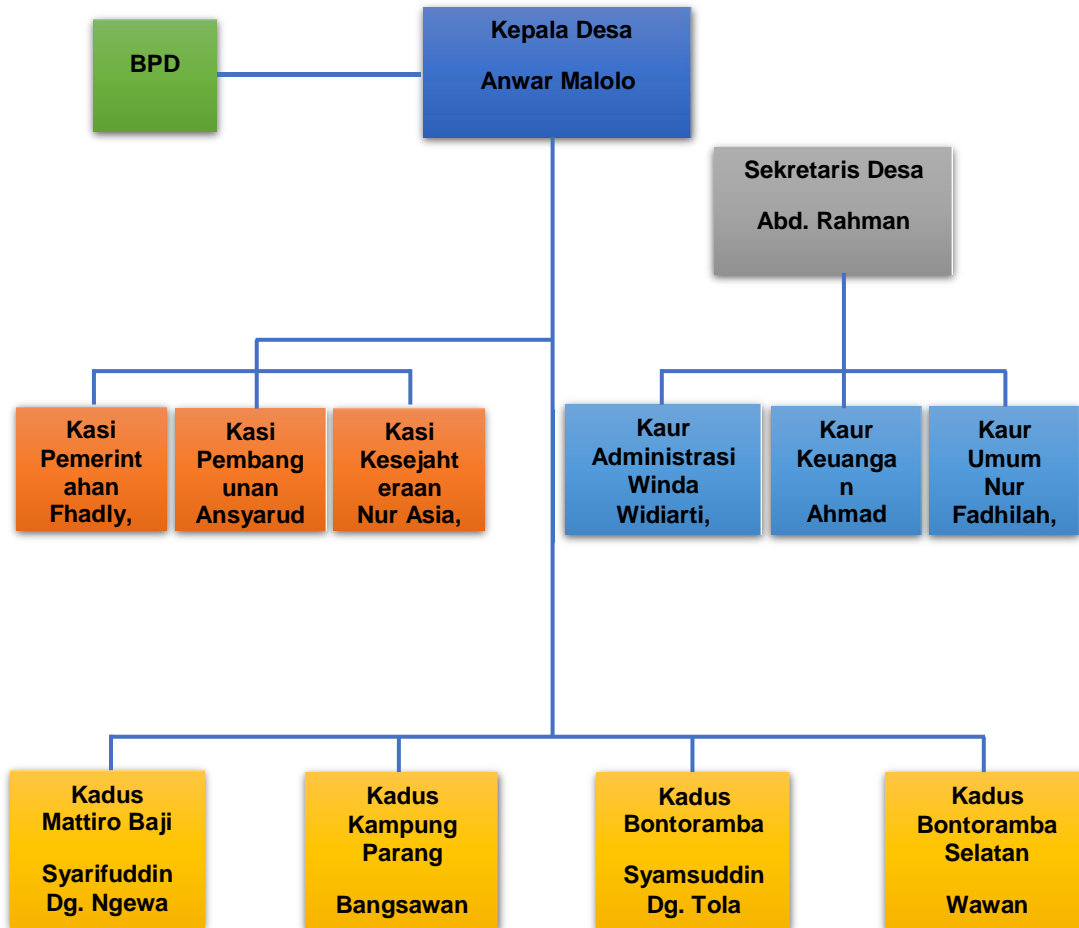 BPD
Kepala Desa
Anwar Malolo
Sekretaris Desa
Abd. Rahman
Kasi
Pemerint
ahan
Fhadly,
Kasi
Pembang
unan
Ansyarud
Kasi
Kesejaht
eraan
Nur Asia,
Kaur
Administrasi
Winda
Widiarti,
Kaur
Keuanga
n
Ahmad
Kaur
Umum
Nur
Fadhilah,
Kadus
Mattiro Baji
Syarifuddin
Dg. Ngewa
Kadus
Kampung
Parang
Bangsawan
Kadus
Bontoramba
Syamsuddin
Dg. Tola
Kadus
Bontoramba
Selatan
Wawan